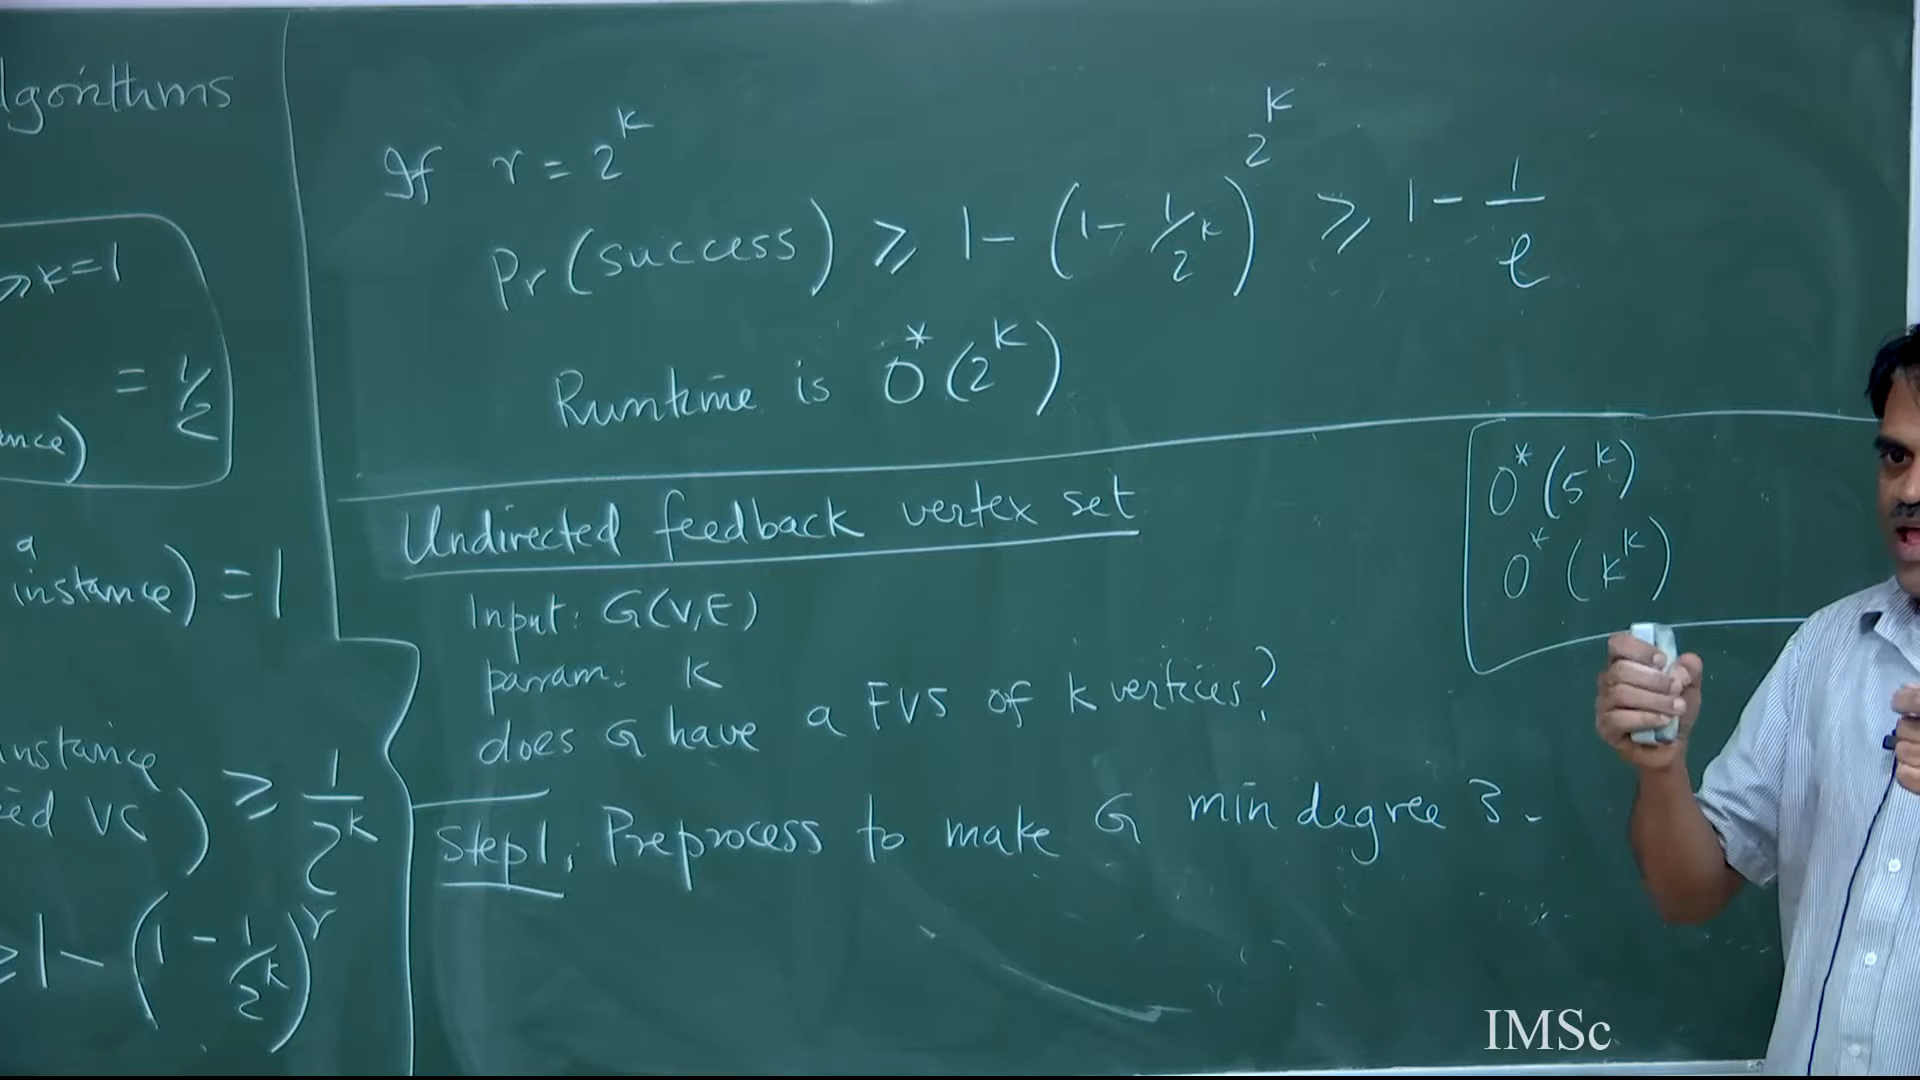 lgorithms
k=1
= 1/2
ance)
a
instance) = 1
instance
VC) ≥ 1/2^k
≥ 1 - (1 - 1/2^k)^r
If r = 2^k
Pr(success) ≥ 1 - (1 - 1/2^k)^2^k ≥ 1 - 1/e
Runtime is O*(2^k)
Undirected feedback vertex set
Input: G(V,E)
param: k
does G have a FVS of k vertices?
Step1, Preprocess to make G min degree 3.
O*(5^k)
O*(k^k)
IMSc